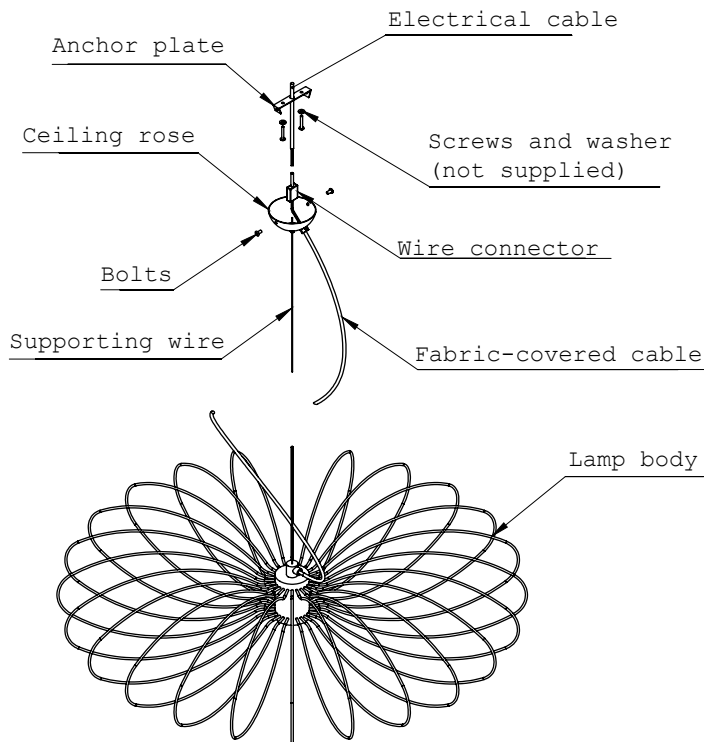 Electrical cable
Anchor plate
Ceiling rose
Screws and washer
(not supplied)
Wire connector
Bolts
Supporting wire
Fabric-covered cable
Lamp body